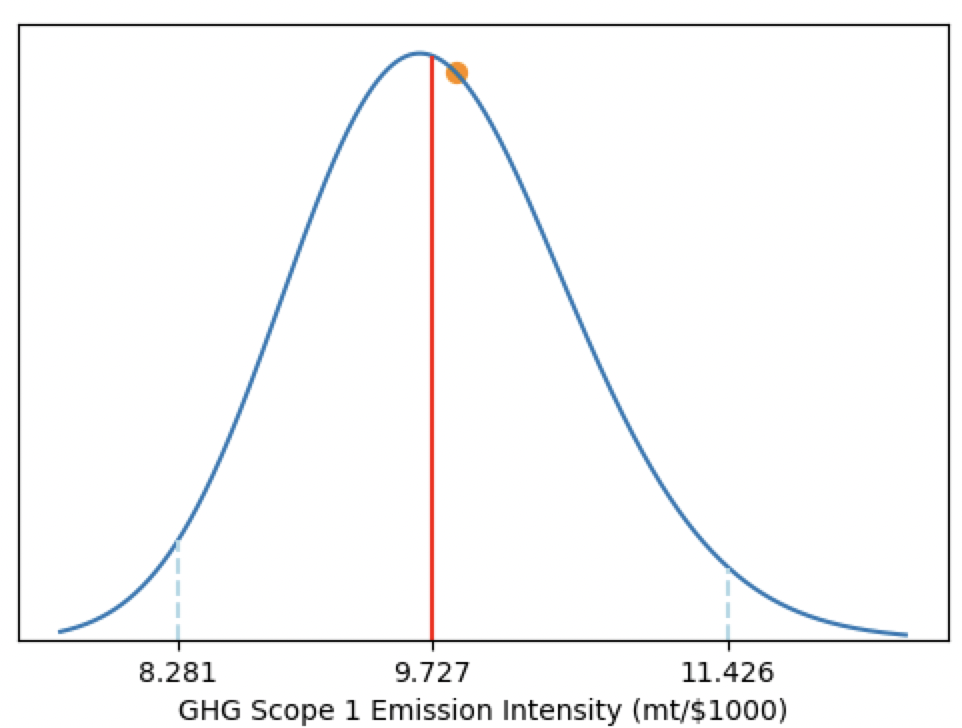 8.281 9.727 11.426
GHG Scope 1 Emission Intensity (mt/$1000)